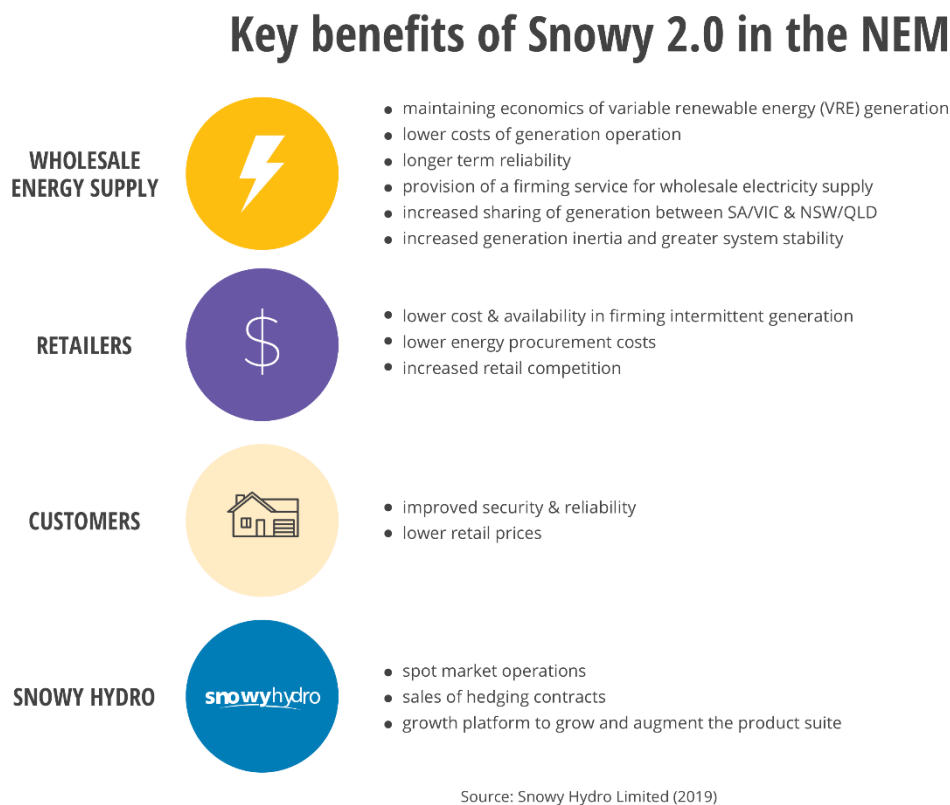 Key benefits of Snowy 2.0 in the NEM
WHOLESALE
ENERGY SUPPLY
• maintaining economics of variable renewable energy (VRE) generation
• lower costs of generation operation
• longer term reliability
• provision of a firming service for wholesale electricity supply
• increased sharing of generation between SA/VIC & NSW/QLD
• increased generation inertia and greater system stability
RETAILERS
$
• lower cost & availability in firming intermittent generation
• lower energy procurement costs
• increased retail competition
CUSTOMERS
• improved security & reliability
• lower retail prices
SNOWY HYDRO
snowyhydro
• spot market operations
• sales of hedging contracts
• growth platform to grow and augment the product suite
Source: Snowy Hydro Limited (2019)